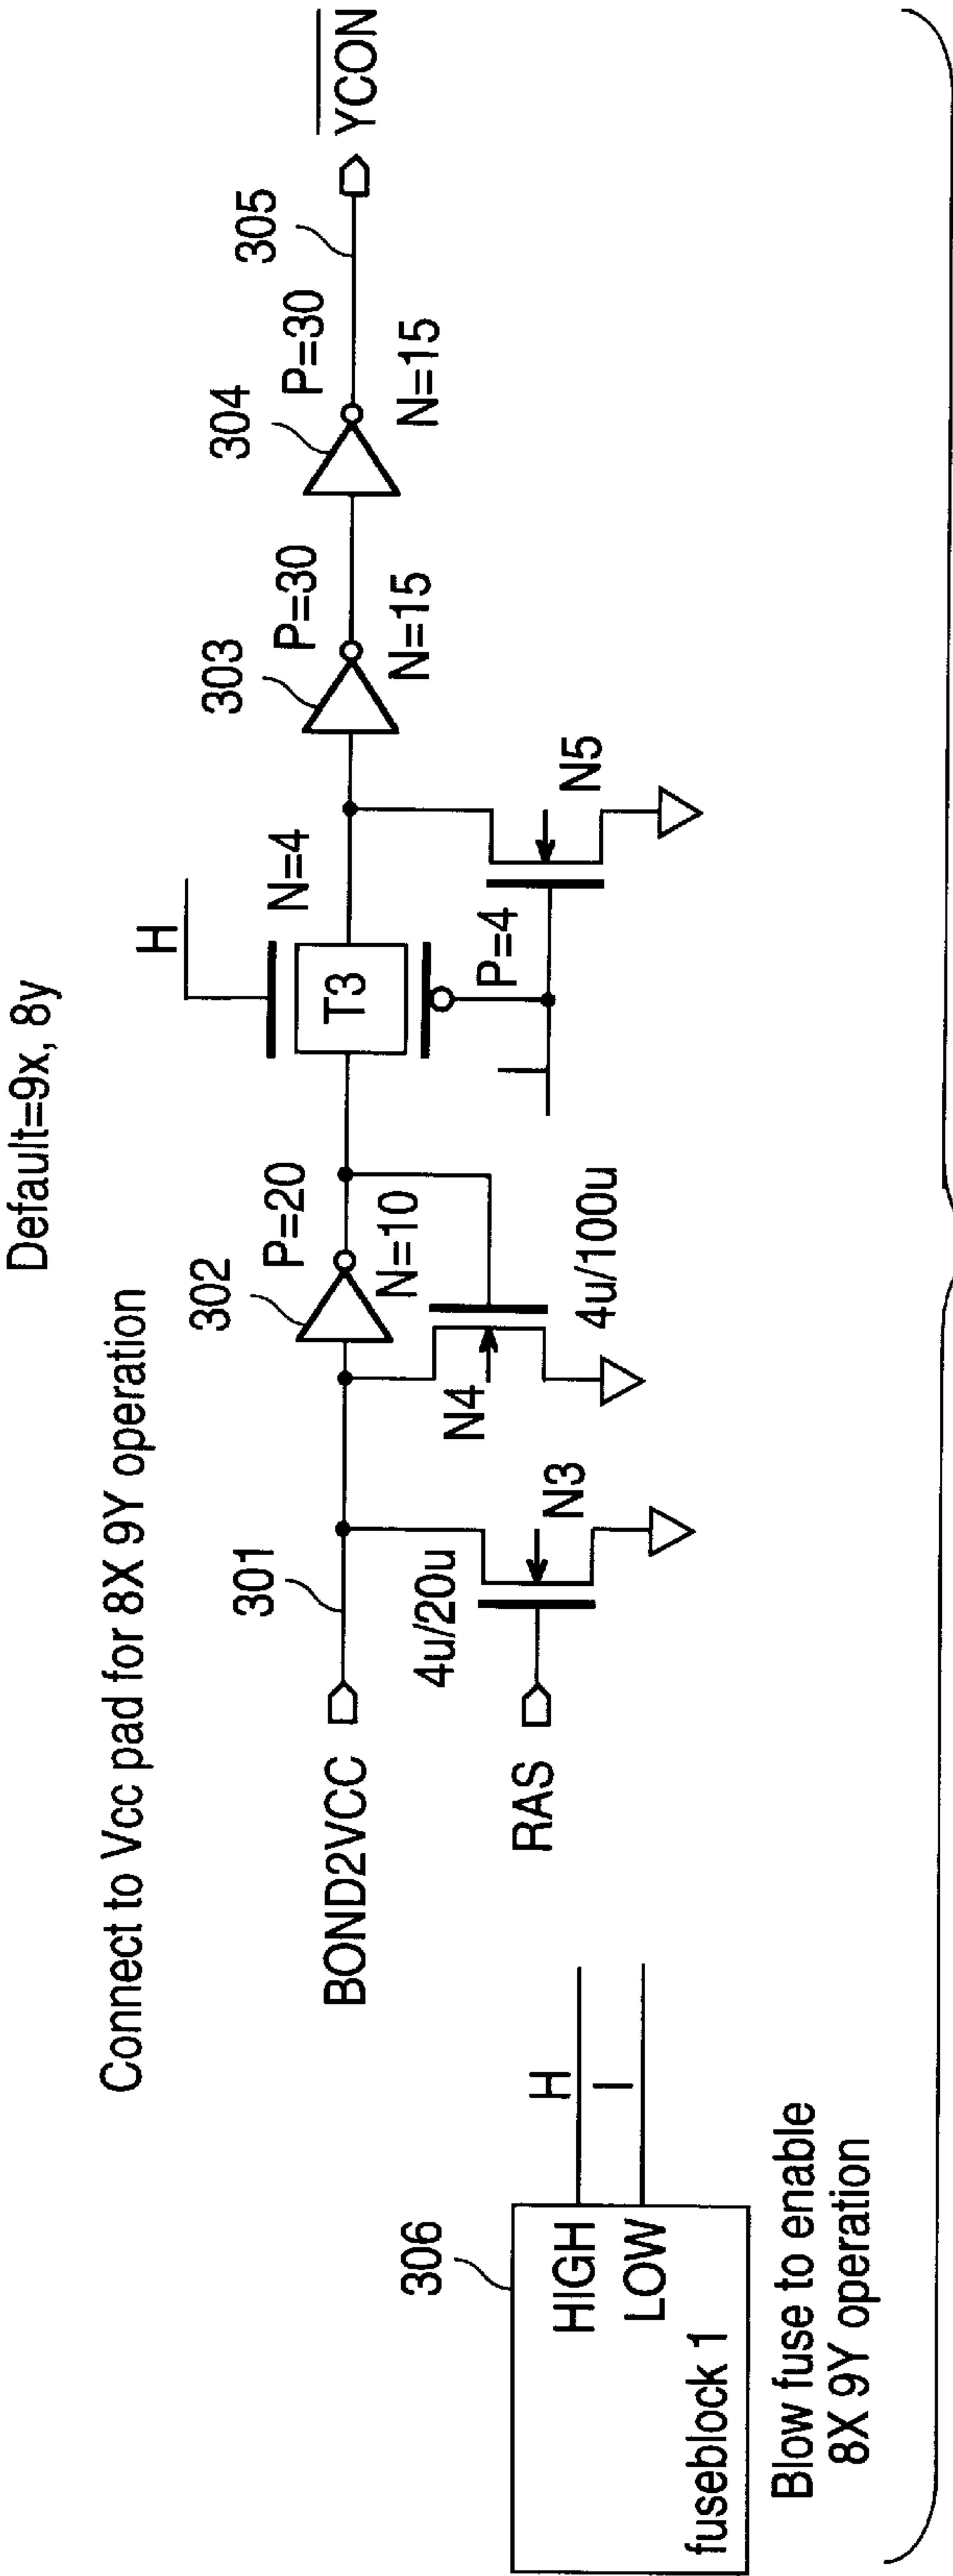 Default=9x, 8y
Connect to Vcc pad for 8X 9Y operation
BOND2VCC
301
302
P=20
N=10
H
T3
N=4
P=4
303
P=30
N=15
304
P=30
N=15
305
YCON
RAS
4u/20u
N3
N4
4u/100u
l
N5
306
HIGH
LOW
H
l
fuseblock 1
Blow fuse to enable
8X 9Y operation